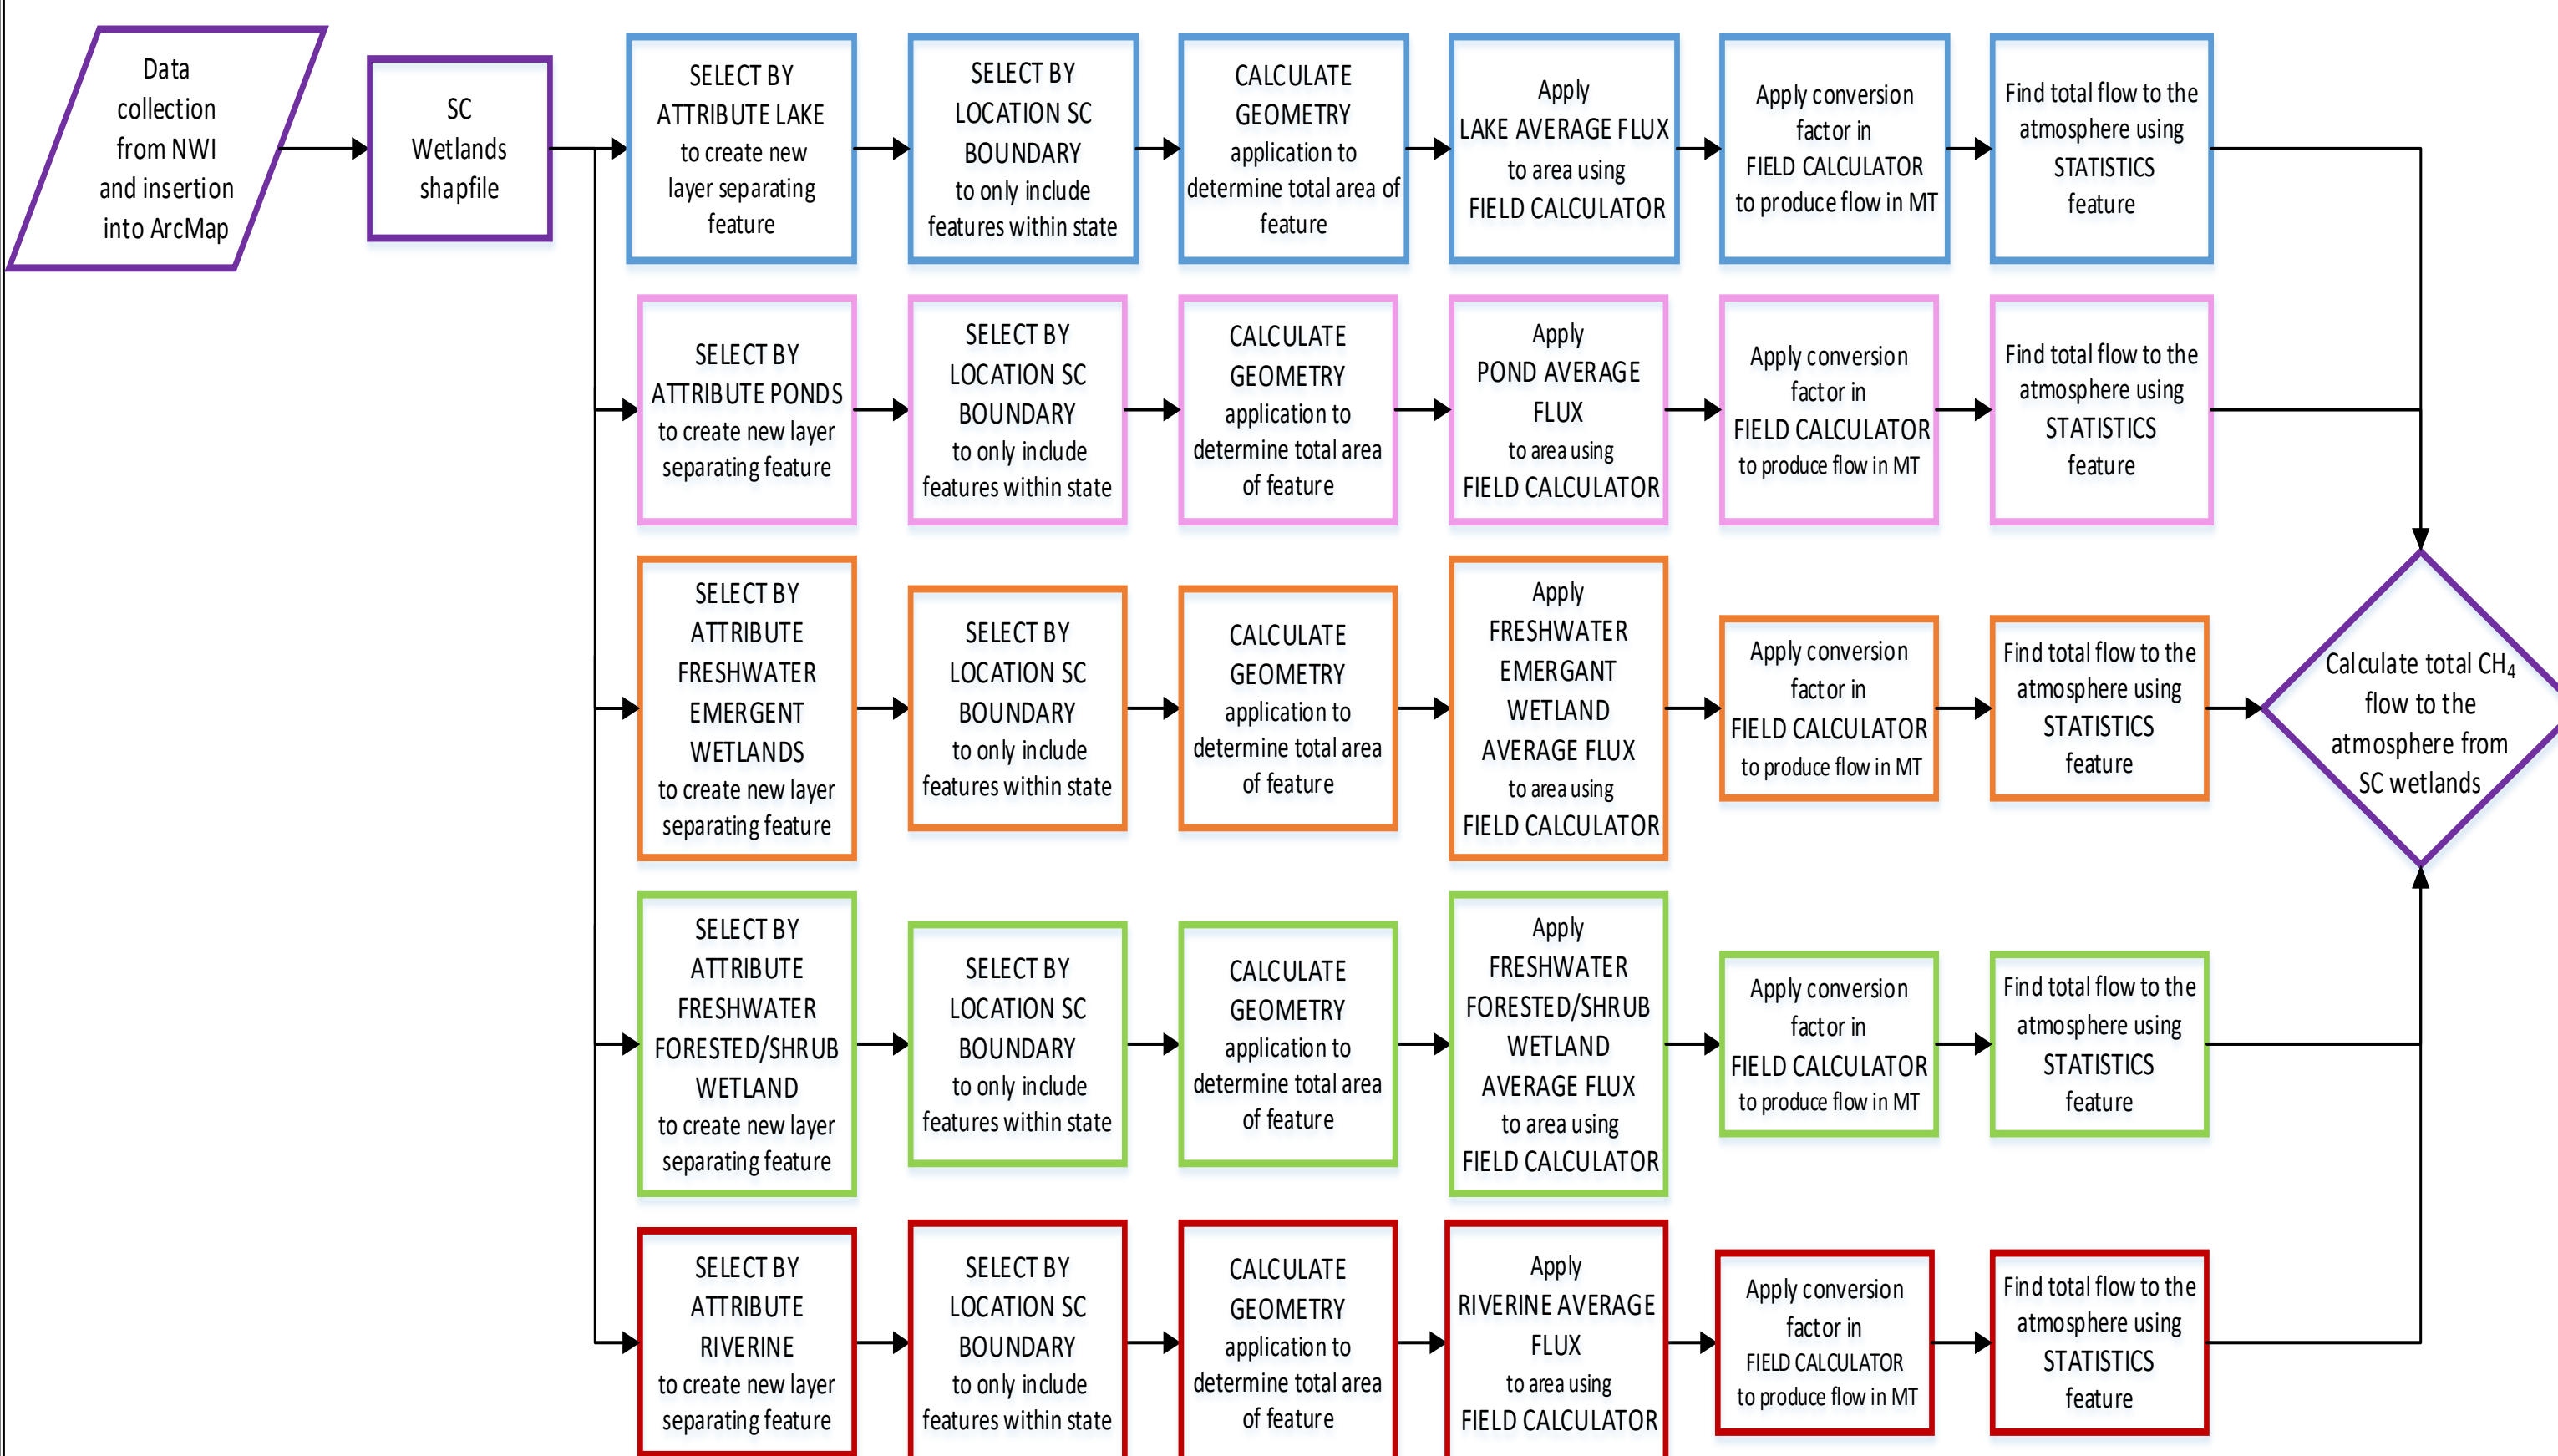 Data
collection
from NWI
and insertion
into ArcMap
SC
Wetlands
shapfile
SELECT BY
ATTRIBUTE LAKE
to create new
layer separating
feature
SELECT BY
LOCATION SC
BOUNDARY
to only include
features within state
CALCULATE
GEOMETRY
application to
determine total area of
feature
Apply
LAKE AVERAGE FLUX
to area using
FIELD CALCULATOR
Apply conversion
factor in
FIELD CALCULATOR
to produce flow in MT
Find total flow to the
atmosphere using
STATISTICS
feature
SELECT BY
ATTRIBUTE PONDS
to create new layer
separating feature
SELECT BY
LOCATION SC
BOUNDARY
to only include
features within state
CALCULATE
GEOMETRY
application to
determine total area
of feature
Apply
POND AVERAGE
FLUX
to area using
FIELD CALCULATOR
Apply conversion
factor in
FIELD CALCULATOR
to produce flow in MT
Find total flow to the
atmosphere using
STATISTICS
feature
SELECT BY
ATTRIBUTE
FRESHWATER
EMERGENT
WETLANDS
to create new layer
separating feature
SELECT BY
LOCATION SC
BOUNDARY
to only include
features within state
CALCULATE
GEOMETRY
application to
determine total area
of feature
Apply
FRESHWATER
EMERGANT
WETLAND
AVERAGE FLUX
to area using
FIELD CALCULATOR
Apply conversion
factor in
FIELD CALCULATOR
to produce flow in MT
Find total flow to the
atmosphere using
STATISTICS
feature
Calculate total CH₄
flow to the
atmosphere from
SC wetlands
SELECT BY
ATTRIBUTE
FRESHWATER
FORESTED/SHRUB
WETLAND
to create new layer
separating feature
SELECT BY
LOCATION SC
BOUNDARY
to only include
features within state
CALCULATE
GEOMETRY
application to
determine total area
of feature
Apply
FRESHWATER
FORESTED/SHRUB
WETLAND
AVERAGE FLUX
to area using
FIELD CALCULATOR
Apply conversion
factor in
FIELD CALCULATOR
to produce flow in MT
Find total flow to the
atmosphere using
STATISTICS
feature
SELECT BY
ATTRIBUTE
RIVERINE
to create new layer
separating feature
SELECT BY
LOCATION SC
BOUNDARY
to only include
features within state
CALCULATE
GEOMETRY
application to
determine total area
of feature
Apply
RIVERINE AVERAGE
FLUX
to area using
FIELD CALCULATOR
Apply conversion
factor in
FIELD CALCULATOR
to produce flow in MT
Find total flow to the
atmosphere using
STATISTICS
feature